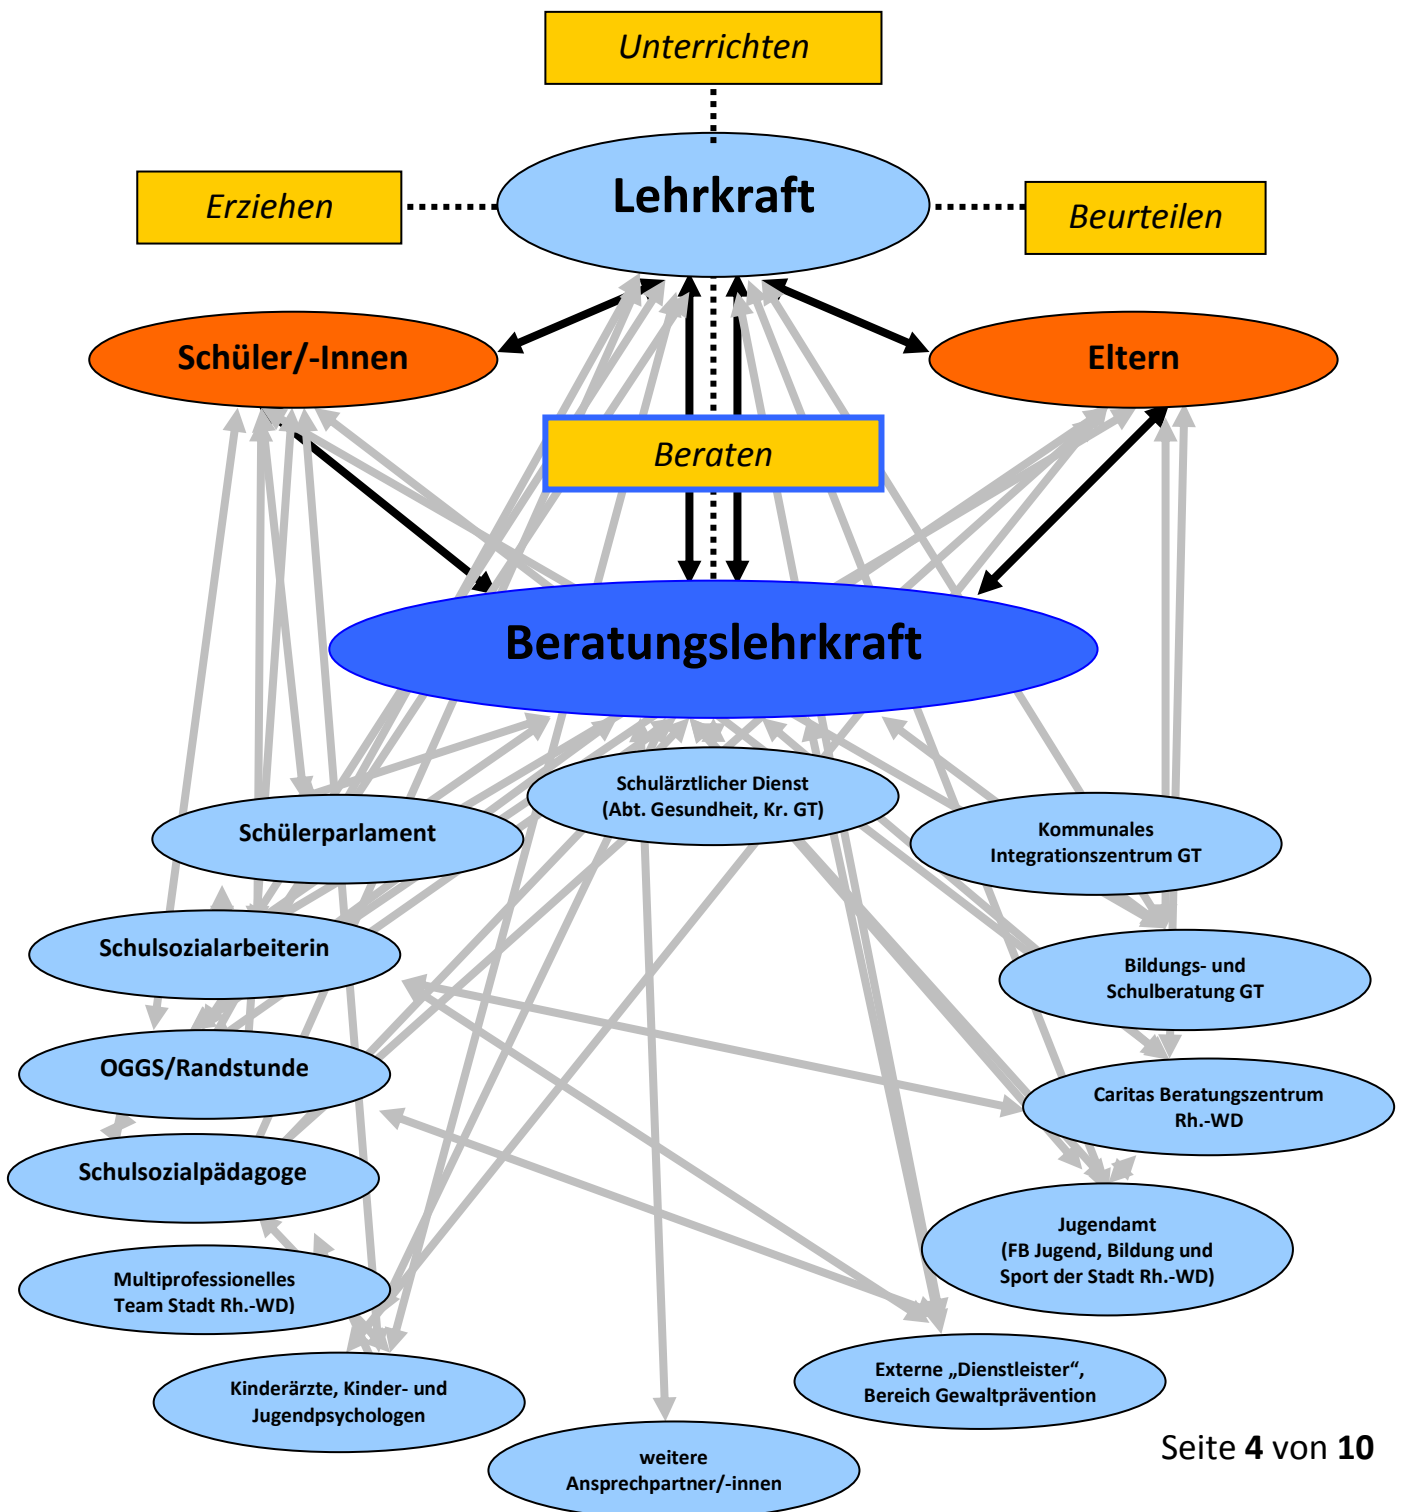 Unterrichten
Lehrkraft
Erziehen
Beurteilen
Schüler/-Innen
Eltern
Beraten
Beratungslehrkraft
Schulärztlicher Dienst
(Abt. Gesundheit, Kr. GT)
Schülerparlament
Kommunales
Integrationszentrum GT
Schulsozialarbeiterin
Bildungs- und
Schulberatung GT
OGGS/Randstunde
Caritas Beratungszentrum
Rh.-WD
Schulsozialpädagoge
Jugendamt
(FB Jugend, Bildung und
Sport der Stadt Rh.-WD)
Multiprofessionelles
Team Stadt Rh.-WD)
Externe „Dienstleister“,
Bereich Gewaltprävention
Kinderärzte, Kinder- und
Jugendpsychologen
weitere
Ansprechpartner/-innen
Seite 4 von 10